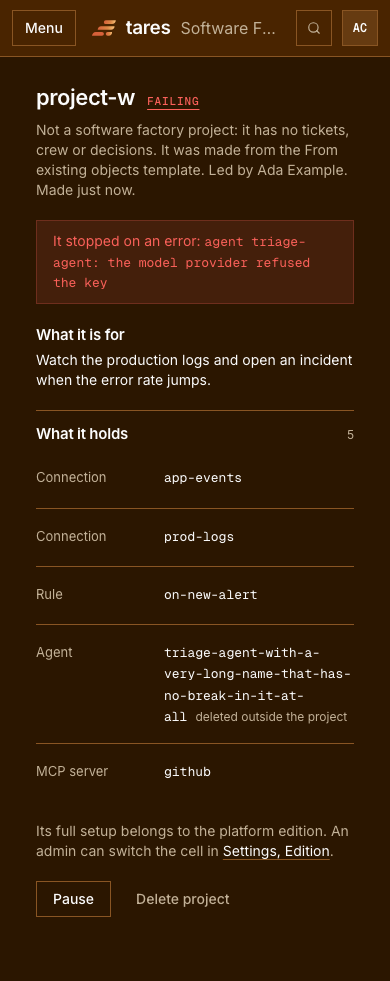 Menu
tares Software F...
AC
project-w FAILING
Not a software factory project: it has no tickets,
crew or decisions. It was made from the From
existing objects template. Led by Ada Example.
Made just now.
It stopped on an error: agent triage-
agent: the model provider refused
the key
What it is for
Watch the production logs and open an incident
when the error rate jumps.
What it holds 5
Connection app-events
Connection prod-logs
Rule on-new-alert
Agent triage-agent-with-a-
very-long-name-that-has-
no-break-in-it-at-
all deleted outside the project
MCP server github
Its full setup belongs to the platform edition. An
admin can switch the cell in Settings, Edition.
Pause Delete project